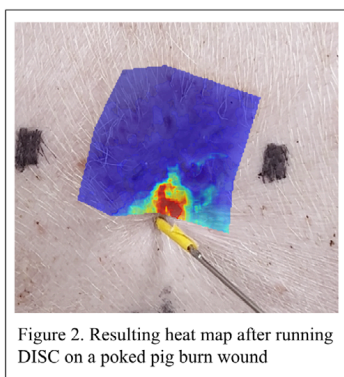 Figure 2. Resulting heat map after running
DISC on a poked pig burn wound